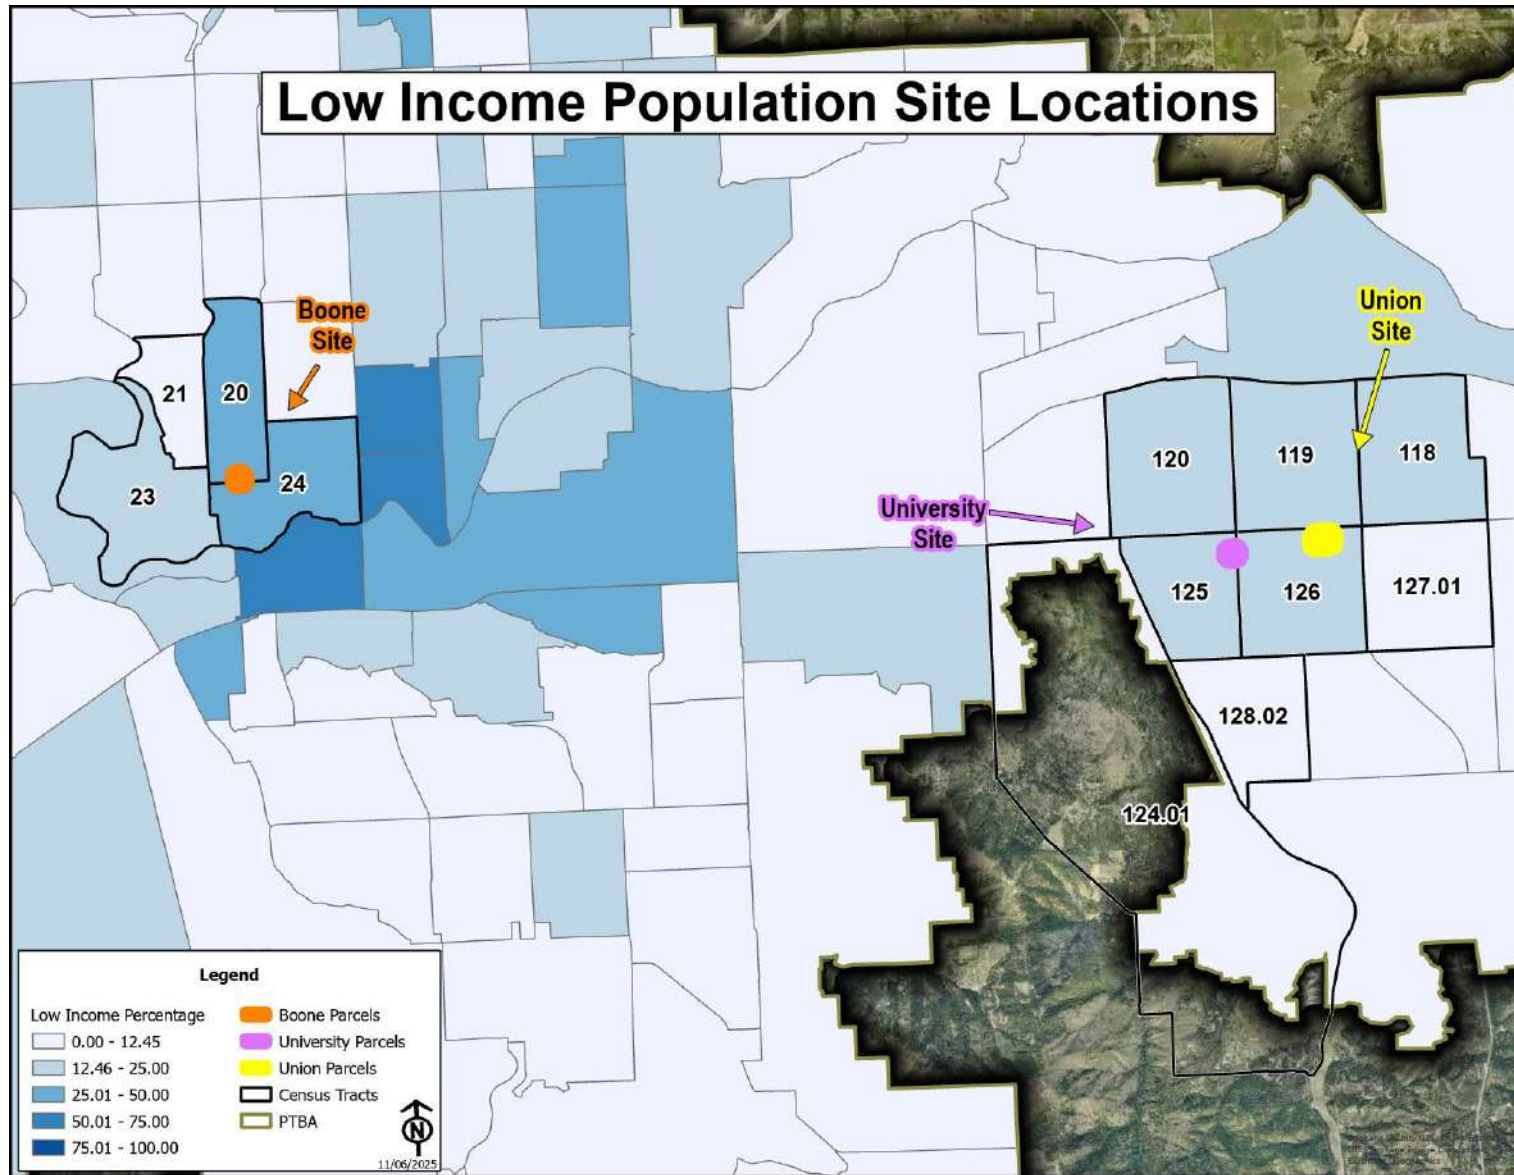 Low Income Population Site Locations
Boone
Site
Union
Site
21
20
23
24
120
119
118
University
Site
125
126
127.01
128.02
124.01
Legend
Low Income Percentage
0.00 - 12.45
12.46 - 25.00
25.01 - 50.00
50.01 - 75.00
75.01 - 100.00
Boone Parcels
University Parcels
Union Parcels
Census Tracts
PTBA
N
11/06/2025